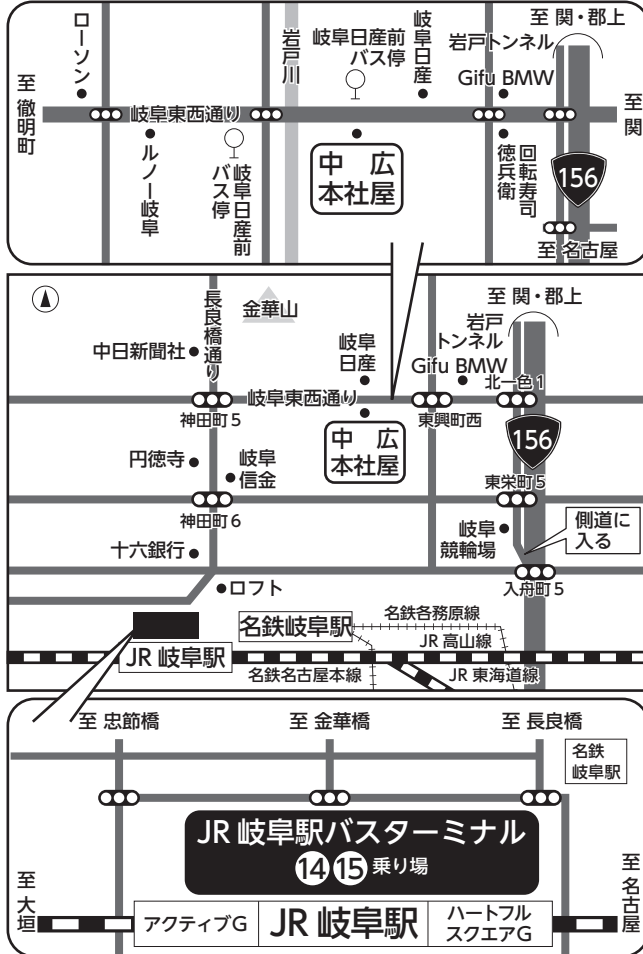 至 関・郡上
ローソン
岩戸川
岐阜日産前
バス停
岐阜日産
岩戸トンネル
Gifu BMW
至 徹明町
岐阜東西通り
至 関
ルノー岐阜
岐阜日産前
バス停
中 広
本社屋
回転寿司
徳兵衛
156
至 名古屋
長良橋通り
金華山
至 関・郡上
岩戸
トンネル
中日新聞社
岐阜
日産
Gifu BMW
北一色1
岐阜東西通り
神田町5
東興町西
中 広
本社屋
156
円徳寺
岐阜
信金
東栄町5
神田町6
岐阜
競輪場
側道に
入る
十六銀行
ロフト
入舟町5
名鉄岐阜駅
名鉄各務原線
JR 高山線
JR 岐阜駅
名鉄名古屋本線
JR 東海道線
至 忠節橋
至 金華橋
至 長良橋
名鉄
岐阜駅
JR 岐阜駅バスターミナル
14 15 乗り場
至 大垣
至 名古屋
アクティブG
JR 岐阜駅
ハートフル
スクエアG